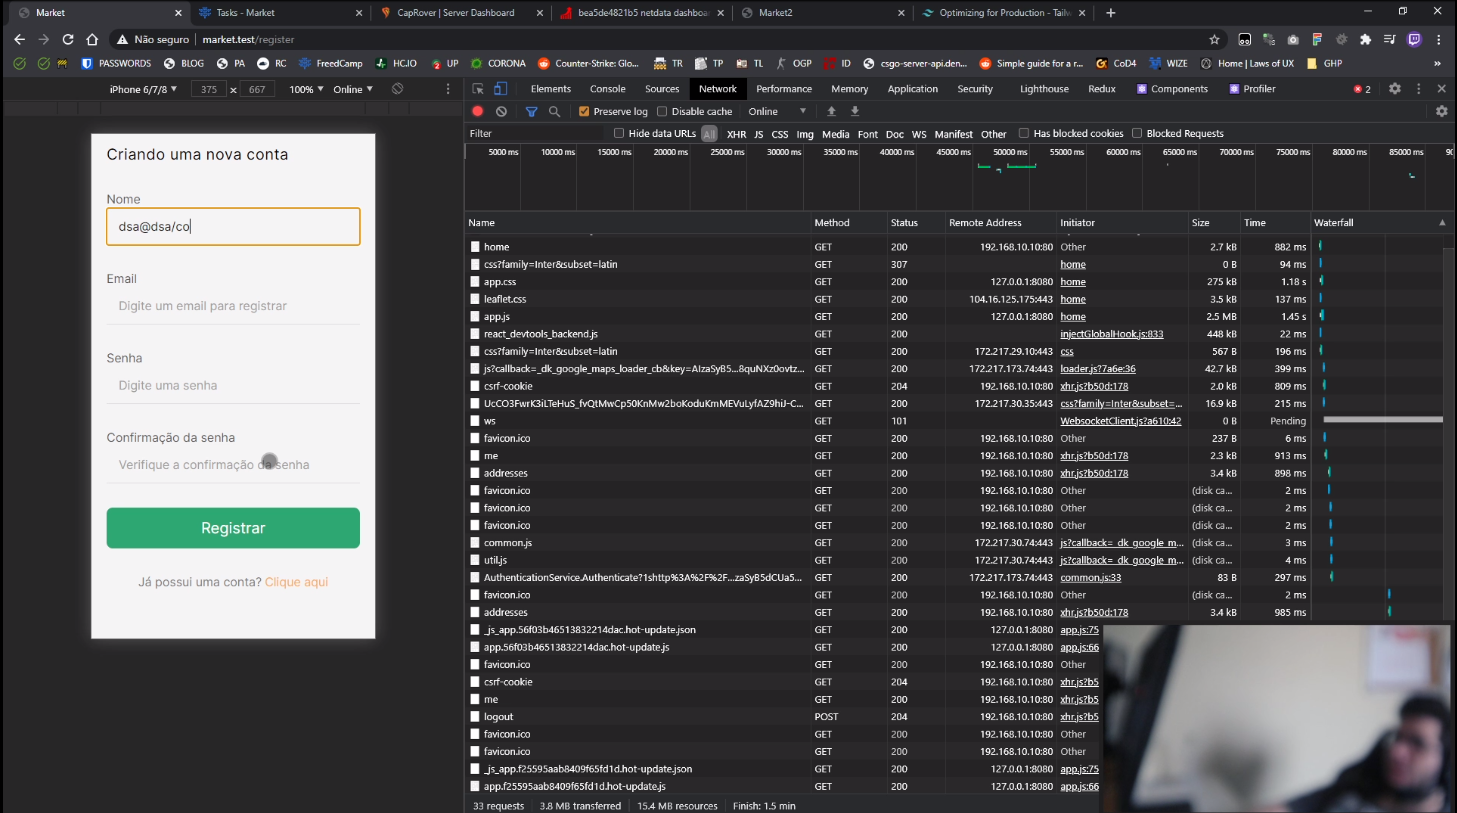 Market
Tasks - Market
CapRover | Server Dashboard
bea5de4821b5 netdata dashboa
Market2
Optimizing for Production - Tailw
Não seguro | market.test/register
PASSWORDS
BLOG
PA
RC
FreedCamp
HCJO
UP
CORONA
Counter-Strike: Glo...
TR
TP
TL
OGP
ID
csgo-server-api.den...
Simple guide for a r...
CoD4
WIZE
Home | Laws of UX
GHP
»
iPhone 6/7/8 ▼ 375 x 667 100% ▼ Online ▼
Elements Console Sources Network Performance Memory Application Security Lighthouse Redux Components Profiler 2
Preserve log Disable cache Online ▼
Filter Hide data URLs All XHR JS CSS Img Media Font Doc WS Manifest Other Has blocked cookies Blocked Requests
5000 ms 10000 ms 15000 ms 20000 ms 25000 ms 30000 ms 35000 ms 40000 ms 45000 ms 50000 ms 55000 ms 60000 ms 65000 ms 70000 ms 75000 ms 80000 ms 85000 ms
Criando uma nova conta
Nome
dsa@dsa/co
Email
Digite um email para registrar
Senha
Digite uma senha
Confirmação da senha
Verifique a confirmação da senha
Registrar
Já possui uma conta? Clique aqui
Name Method Status Remote Address Initiator Size Time Waterfall
home GET 200 192.168.10.10:80 Other 2.7 kB 882 ms
css?family=Inter&subset=latin GET 307 home 0 B 94 ms
app.css GET 200 127.0.0.1:8080 home 275 kB 1.18 s
leaflet.css GET 200 104.16.125.175:443 home 3.5 kB 137 ms
app.js GET 200 127.0.0.1:8080 home 2.5 MB 1.45 s
react_devtools_backend.js GET 200 injectGlobalHook.js:833 448 kB 22 ms
css?family=Inter&subset=latin GET 200 172.217.29.10:443 css 567 B 196 ms
js?callback=_dk_google_maps_loader_cb&key=AIzaSyB5...8quNXz0ovtz... GET 200 172.217.173.74:443 loader.js?7a6e:36 42.7 kB 399 ms
csrf-cookie GET 204 192.168.10.10:80 xhr.js?b50d:178 2.0 kB 809 ms
UcCO3FwrK3iLTeHuS_fvQtMwCp50KnMw2boKoduKmMEVuLyfAZ9hiJ-C... GET 200 172.217.30.35:443 css?family=Inter&subset=... 16.9 kB 215 ms
ws GET 101 WebsocketClient.js?a610:42 0 B Pending
favicon.ico GET 200 192.168.10.10:80 Other 237 B 6 ms
me GET 200 192.168.10.10:80 xhr.js?b50d:178 2.3 kB 913 ms
addresses GET 200 192.168.10.10:80 xhr.js?b50d:178 3.4 kB 898 ms
favicon.ico GET 200 192.168.10.10:80 Other (disk ca... 2 ms
favicon.ico GET 200 192.168.10.10:80 Other (disk ca... 2 ms
favicon.ico GET 200 192.168.10.10:80 Other (disk ca... 2 ms
common.js GET 200 172.217.30.74:443 js?callback=_dk_google_m... (disk ca... 3 ms
util.js GET 200 172.217.30.74:443 js?callback=_dk_google_m... (disk ca... 4 ms
AuthenticationService.Authenticate?1shttp%3A%2F%2F...zaSyB5dCUa5... GET 200 172.217.173.74:443 common.js:33 83 B 297 ms
favicon.ico GET 200 192.168.10.10:80 Other (disk ca... 2 ms
addresses GET 200 192.168.10.10:80 xhr.js?b50d:178 3.4 kB 985 ms
_js_app.56f03b46513832214dac.hot-update.json GET 200 127.0.0.1:8080 app.js:75
app.56f03b46513832214dac.hot-update.js GET 200 127.0.0.1:8080 app.js:66
favicon.ico GET 200 192.168.10.10:80 Other
csrf-cookie GET 204 192.168.10.10:80 xhr.js?b5
me GET 200 192.168.10.10:80 xhr.js?b5
logout POST 204 192.168.10.10:80 xhr.js?b5
favicon.ico GET 200 192.168.10.10:80 Other
favicon.ico GET 200 192.168.10.10:80 Other
_js_app.f25595aab8409f65fd1d.hot-update.json GET 200 127.0.0.1:8080 app.js:75
app.f25595aab8409f65fd1d.hot-update.js GET 200 127.0.0.1:8080 app.js:66
33 requests 3.8 MB transferred 15.4 MB resources Finish: 1.5 min